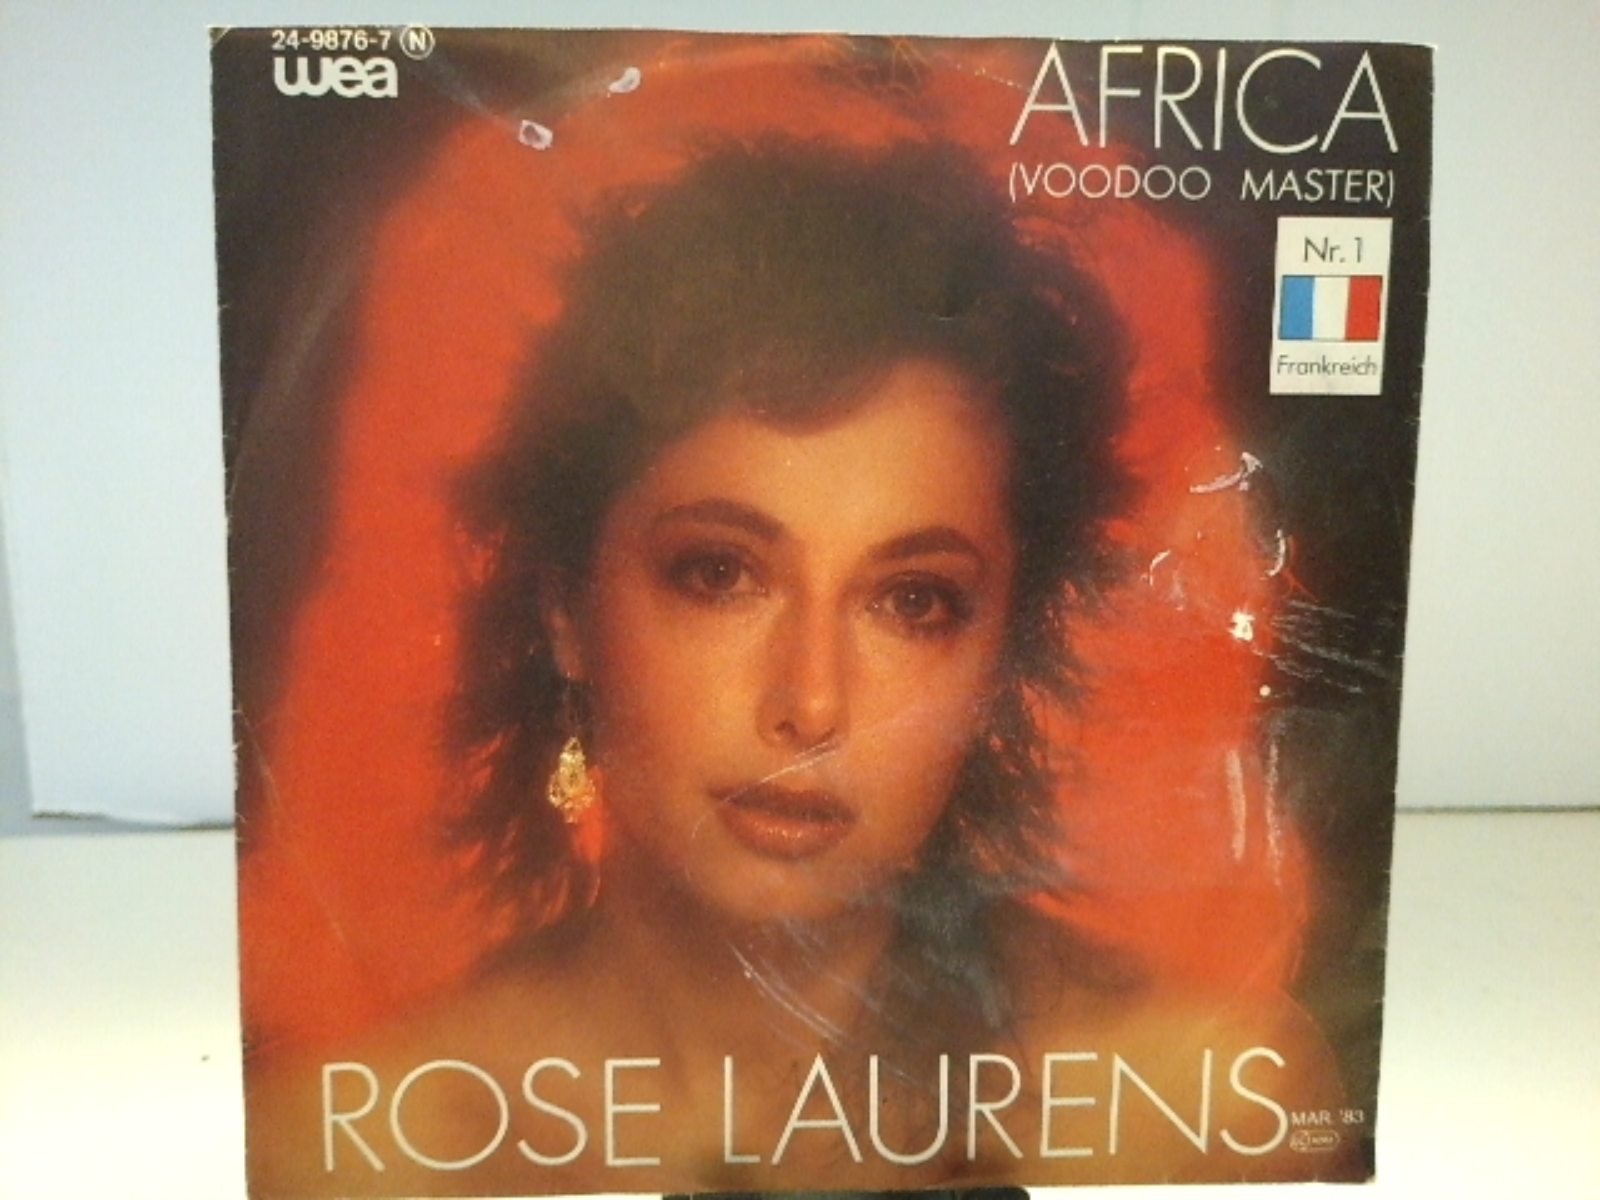 24-9876-7 N
wea
AFRICA
(VOODOO MASTER)
Nr. 1
Frankreich
ROSE LAURENS
MAR. '83